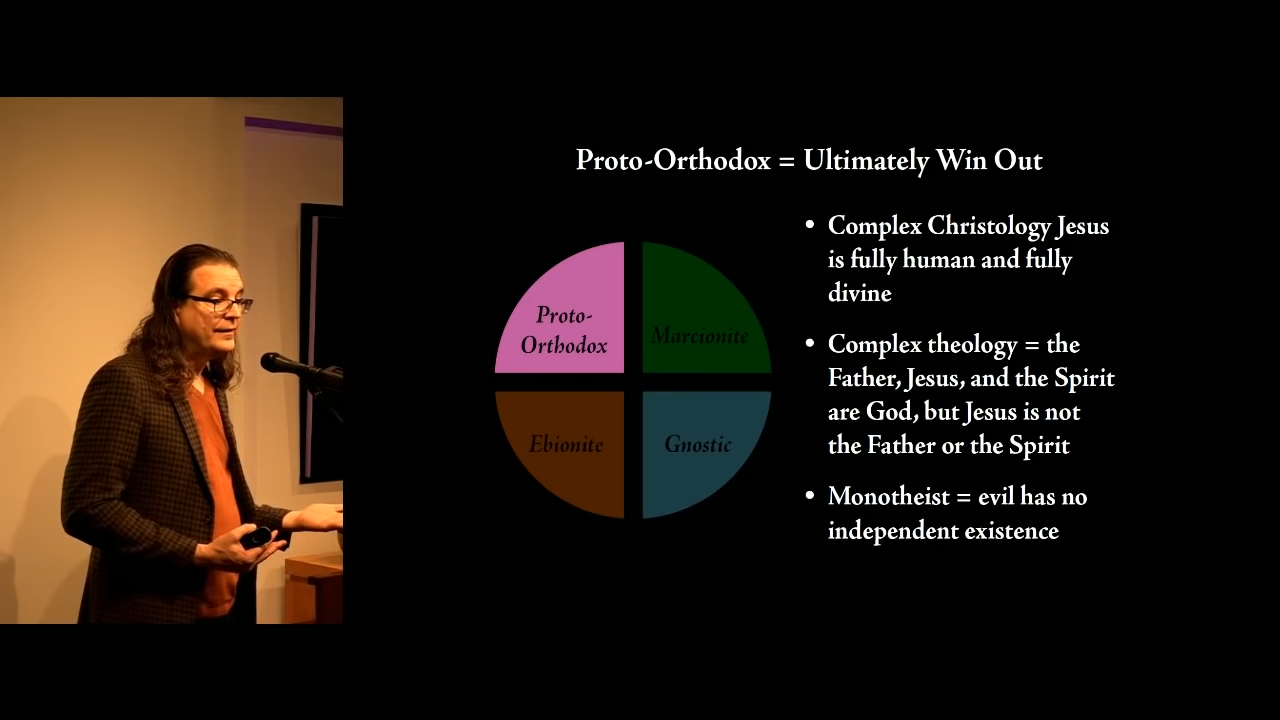 Proto-Orthodox = Ultimately Win Out
Proto-
Orthodox
Marcionite
Ebionite
Gnostic
• Complex Christology Jesus
is fully human and fully
divine
• Complex theology = the
Father, Jesus, and the Spirit
are God, but Jesus is not
the Father or the Spirit
• Monotheist = evil has no
independent existence